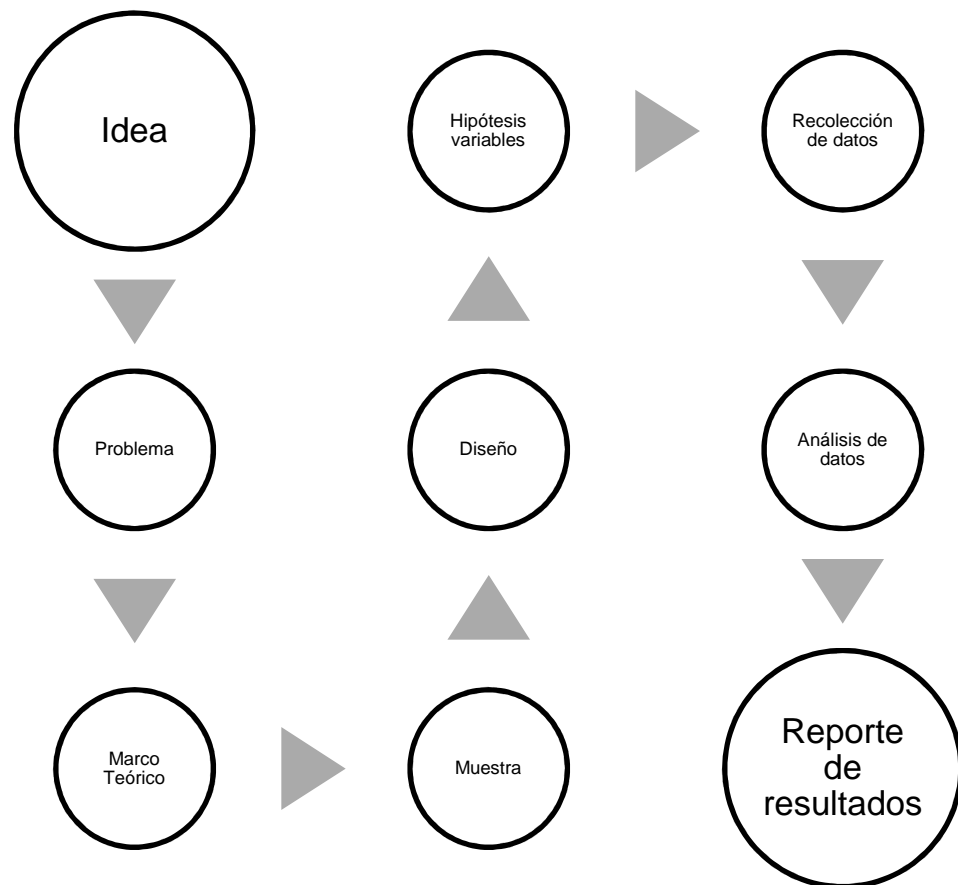 Idea
Problema
Marco
Teórico
Muestra
Diseño
Hipótesis
variables
Recolección
de datos
Análisis de
datos
Reporte
de
resultados